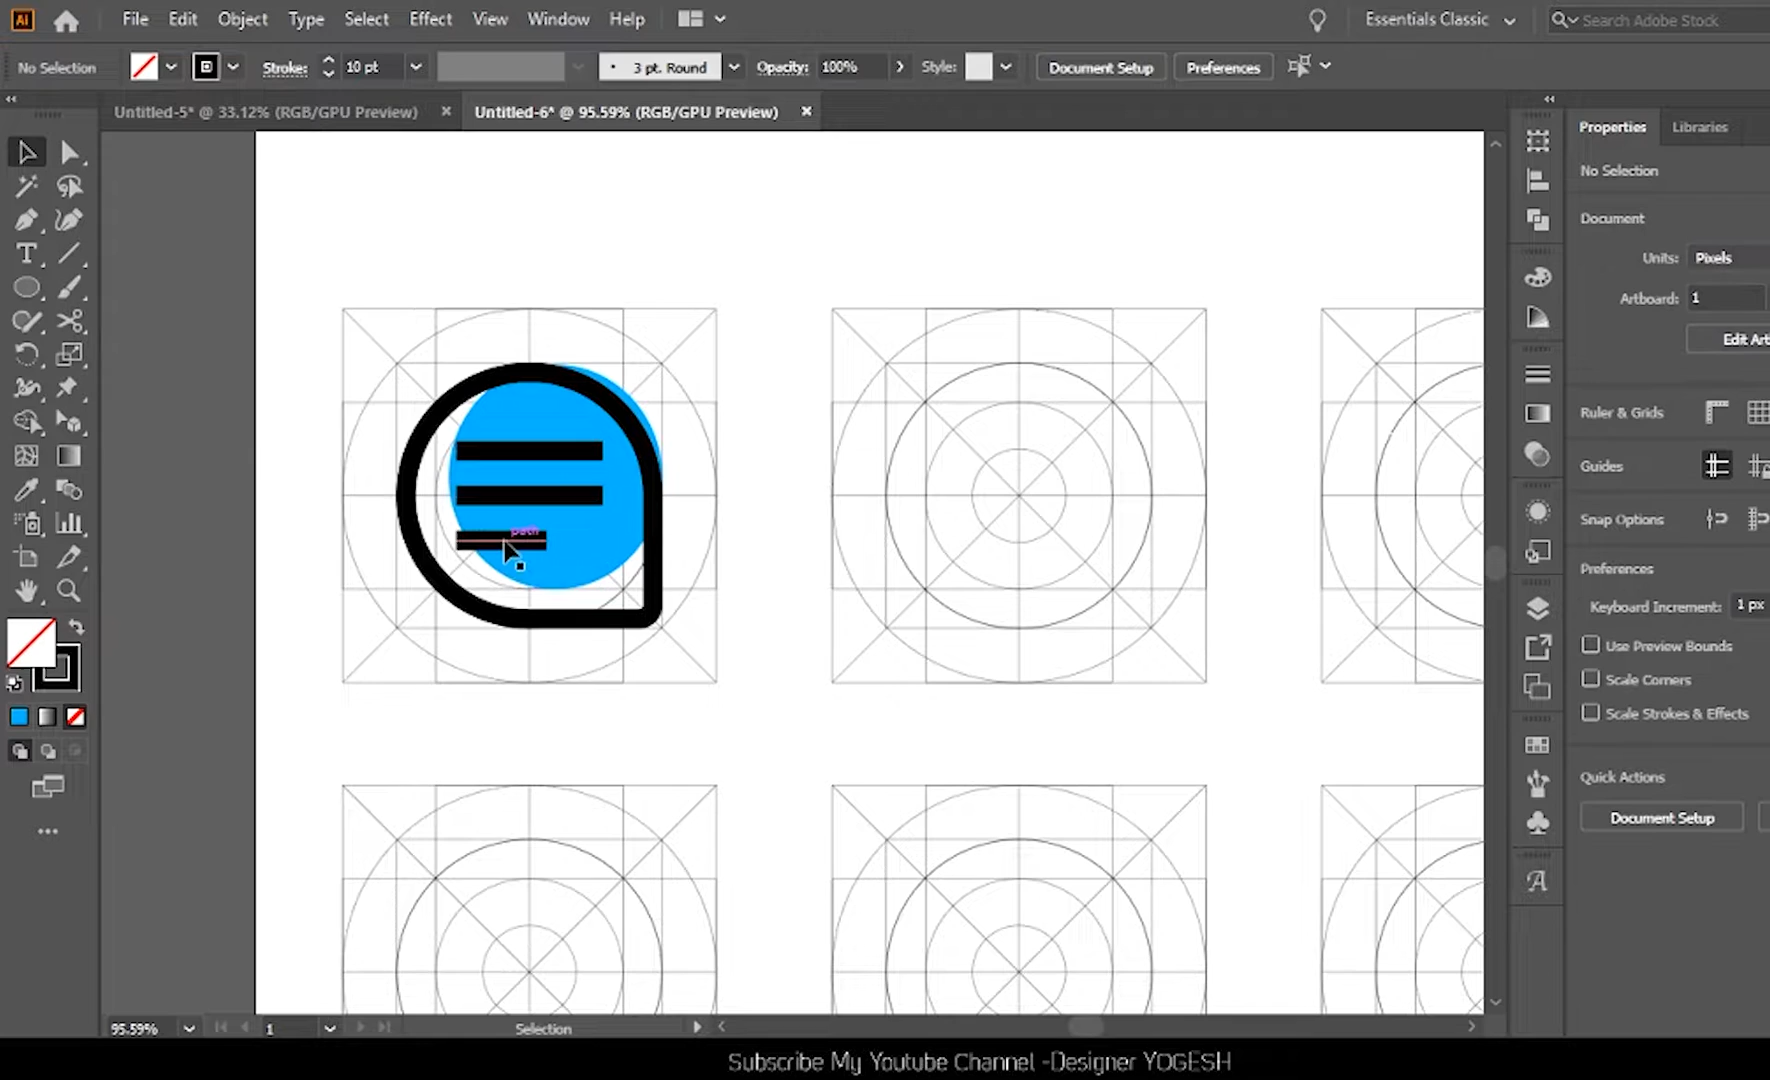 Ai File Edit Object Type Select Effect View Window Help Essentials Classic Search Adobe Stock
No Selection Stroke: 10 pt 3 pt. Round Opacity: 100% Style: Document Setup Preferences
Untitled-5* @ 33.12% (RGB/GPU Preview) × Untitled-6* @ 95.59% (RGB/GPU Preview) ×
Properties Libraries
No Selection
Document
Units: Pixels
Artboard: 1
Edit Art
Ruler & Grids
Guides
Snap Options
path
Preferences
Keyboard Increment: 1 px
Use Preview Bounds
Scale Corners
Scale Strokes & Effects
Quick Actions
Document Setup
95.59% 1 Selection
Subscribe My Youtube Channel -Designer YOGESH